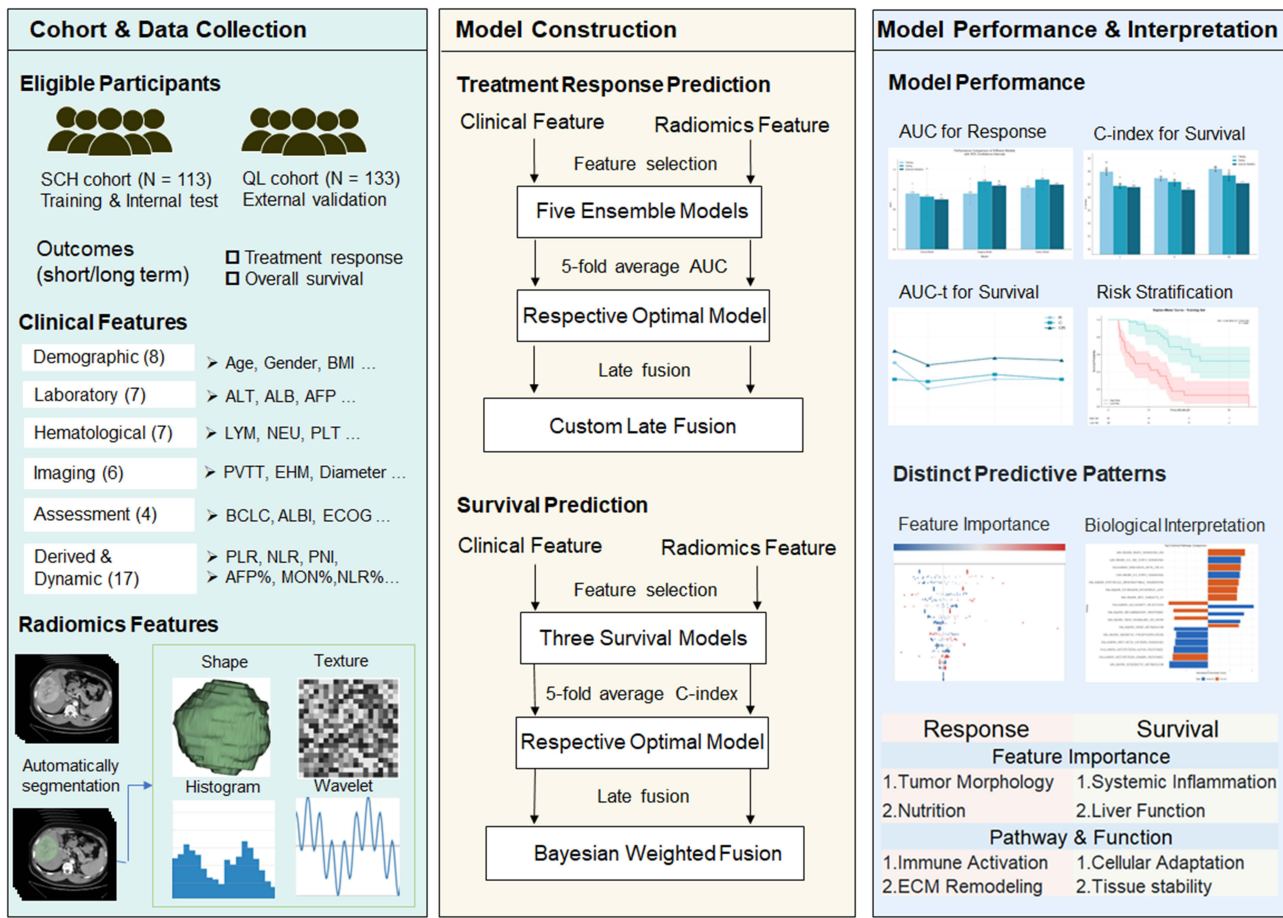 Cohort & Data Collection
Eligible Participants
SCH cohort (N = 113)
Training & Internal test
QL cohort (N = 133)
External validation
Outcomes
(short/long term)
Treatment response
Overall survival
Clinical Features
Demographic (8)
Age, Gender, BMI ...
Laboratory (7)
ALT, ALB, AFP ...
Hematological (7)
LYM, NEU, PLT ...
Imaging (6)
PVTT, EHM, Diameter ...
Assessment (4)
BCLC, ALBI, ECOG ...
Derived &
Dynamic (17)
PLR, NLR, PNI,
AFP%, MON%,NLR%...
Radiomics Features
Automatically
segmentation
Shape
Texture
Histogram
Wavelet
Model Construction
Treatment Response Prediction
Clinical Feature
Radiomics Feature
Feature selection
Five Ensemble Models
5-fold average AUC
Respective Optimal Model
Late fusion
Custom Late Fusion
Survival Prediction
Clinical Feature
Radiomics Feature
Feature selection
Three Survival Models
5-fold average C-index
Respective Optimal Model
Late fusion
Bayesian Weighted Fusion
Model Performance & Interpretation
Model Performance
AUC for Response
C-index for Survival
AUC-t for Survival
Risk Stratification
Distinct Predictive Patterns
Feature Importance
Biological Interpretation
Response
Survival
Feature Importance
1.Tumor Morphology
1.Systemic Inflammation
2.Nutrition
2.Liver Function
Pathway & Function
1.Immune Activation
1.Cellular Adaptation
2.ECM Remodeling
2.Tissue stability